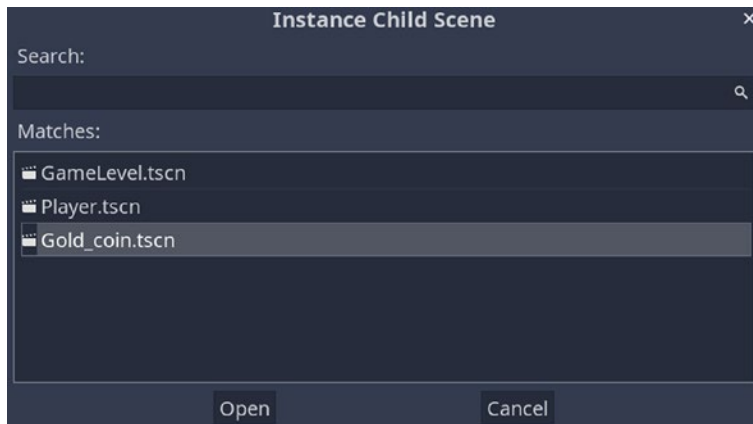 Instance Child Scene
Search:
Matches:
GameLevel.tscn
Player.tscn
Gold_coin.tscn
Open Cancel